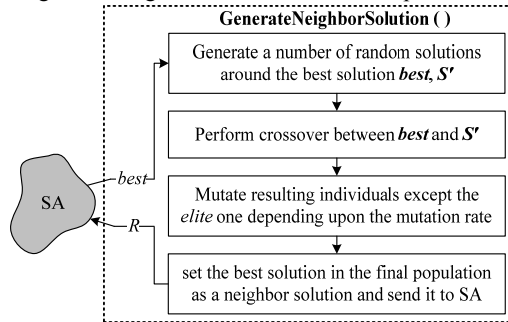 GenerateNeighborSolution ( )
Generate a number of random solutions
around the best solution best, S′
Perform crossover between best and S′
Mutate resulting individuals except the
elite one depending upon the mutation rate
set the best solution in the final population
as a neighbor solution and send it to SA
best
SA
R